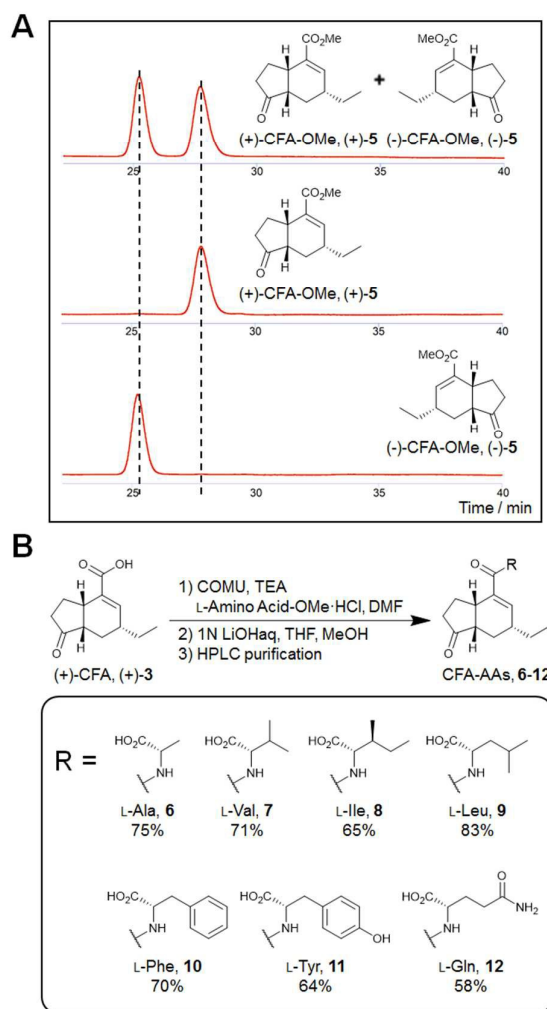 A
CO₂Me
MeO₂C
H
H
+
H
H
O
O
(+)-CFA-OMe, (+)-5 (-)-CFA-OMe, (-)-5
25 30 35 40
CO₂Me
H
H
O
(+)-CFA-OMe, (+)-5
25 30 35 40
MeO₂C
H
H
O
(-)-CFA-OMe, (-)-5
Time / min
25 30 35 40
B
O
OH
H
H
O
(+)-CFA, (+)-3
1) COMU, TEA
L-Amino Acid-OMe·HCl, DMF
2) 1N LiOHaq, THF, MeOH
3) HPLC purification
O
R
H
H
O
CFA-AAs, 6-12
R =
HO₂C
NH
L-Ala, 6
75%
HO₂C
NH
L-Val, 7
71%
HO₂C
NH
L-Ile, 8
65%
HO₂C
NH
L-Leu, 9
83%
HO₂C
NH
L-Phe, 10
70%
HO₂C
NH
OH
L-Tyr, 11
64%
HO₂C
O
NH₂
NH
L-Gln, 12
58%